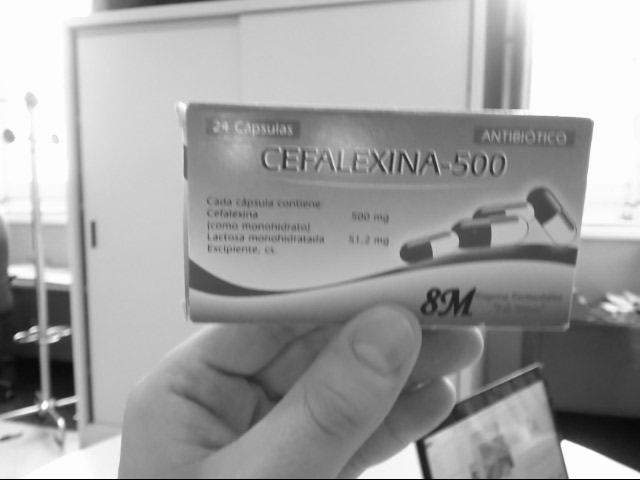 24 Cápsulas
ANTIBIÓTICO
CEFALEXINA-500
Cada cápsula contiene:
Cefalexina 500 mg
(como monohidrato)
Lactosa monohidratada 51,2 mg
Excipiente, cs.
8M